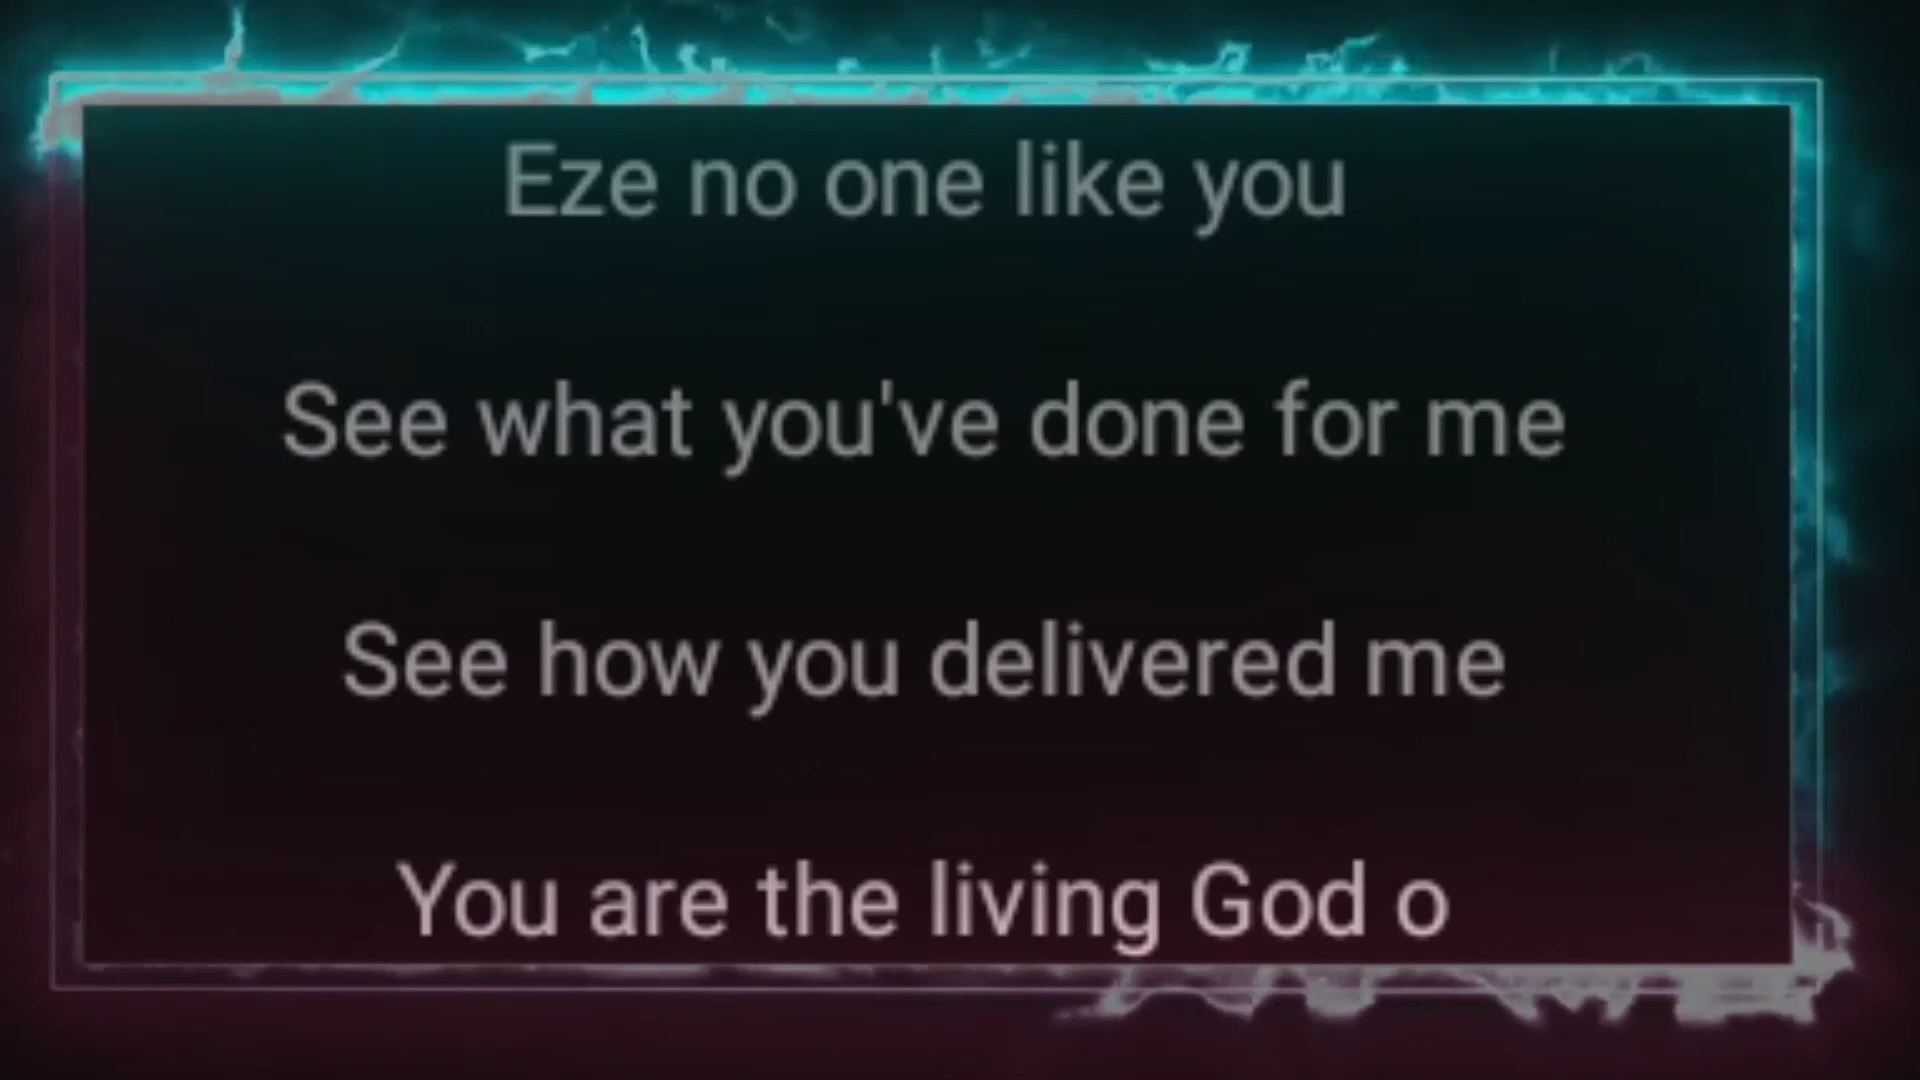 Eze no one like you
See what you've done for me
See how you delivered me
You are the living God o